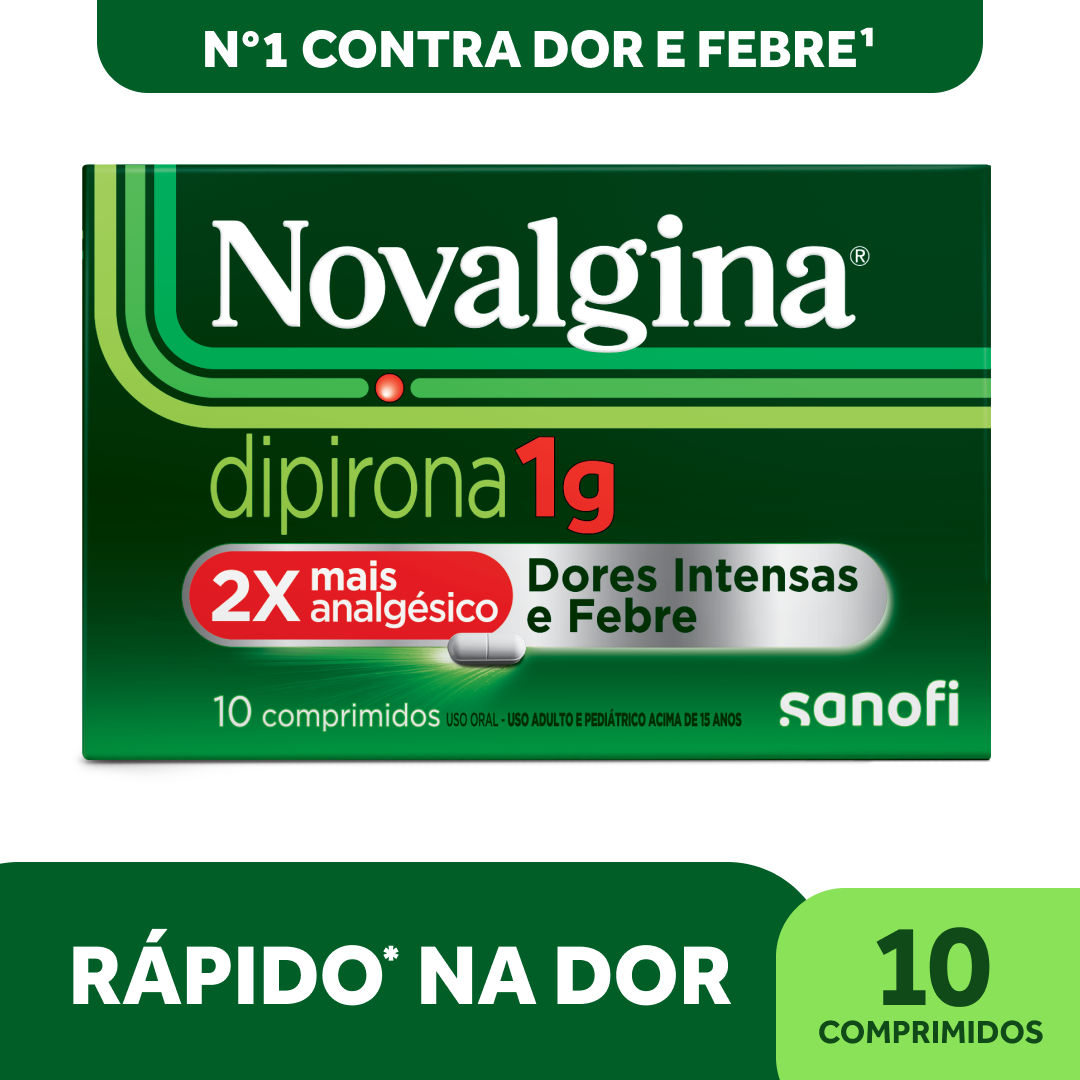 N°1 CONTRA DOR E FEBRE¹
Novalgina®
dipirona 1g
2X mais analgésico
Dores Intensas
e Febre
10 comprimidos USO ORAL - USO ADULTO E PEDIÁTRICO ACIMA DE 15 ANOS
sanofi
RÁPIDO* NA DOR
10
COMPRIMIDOS